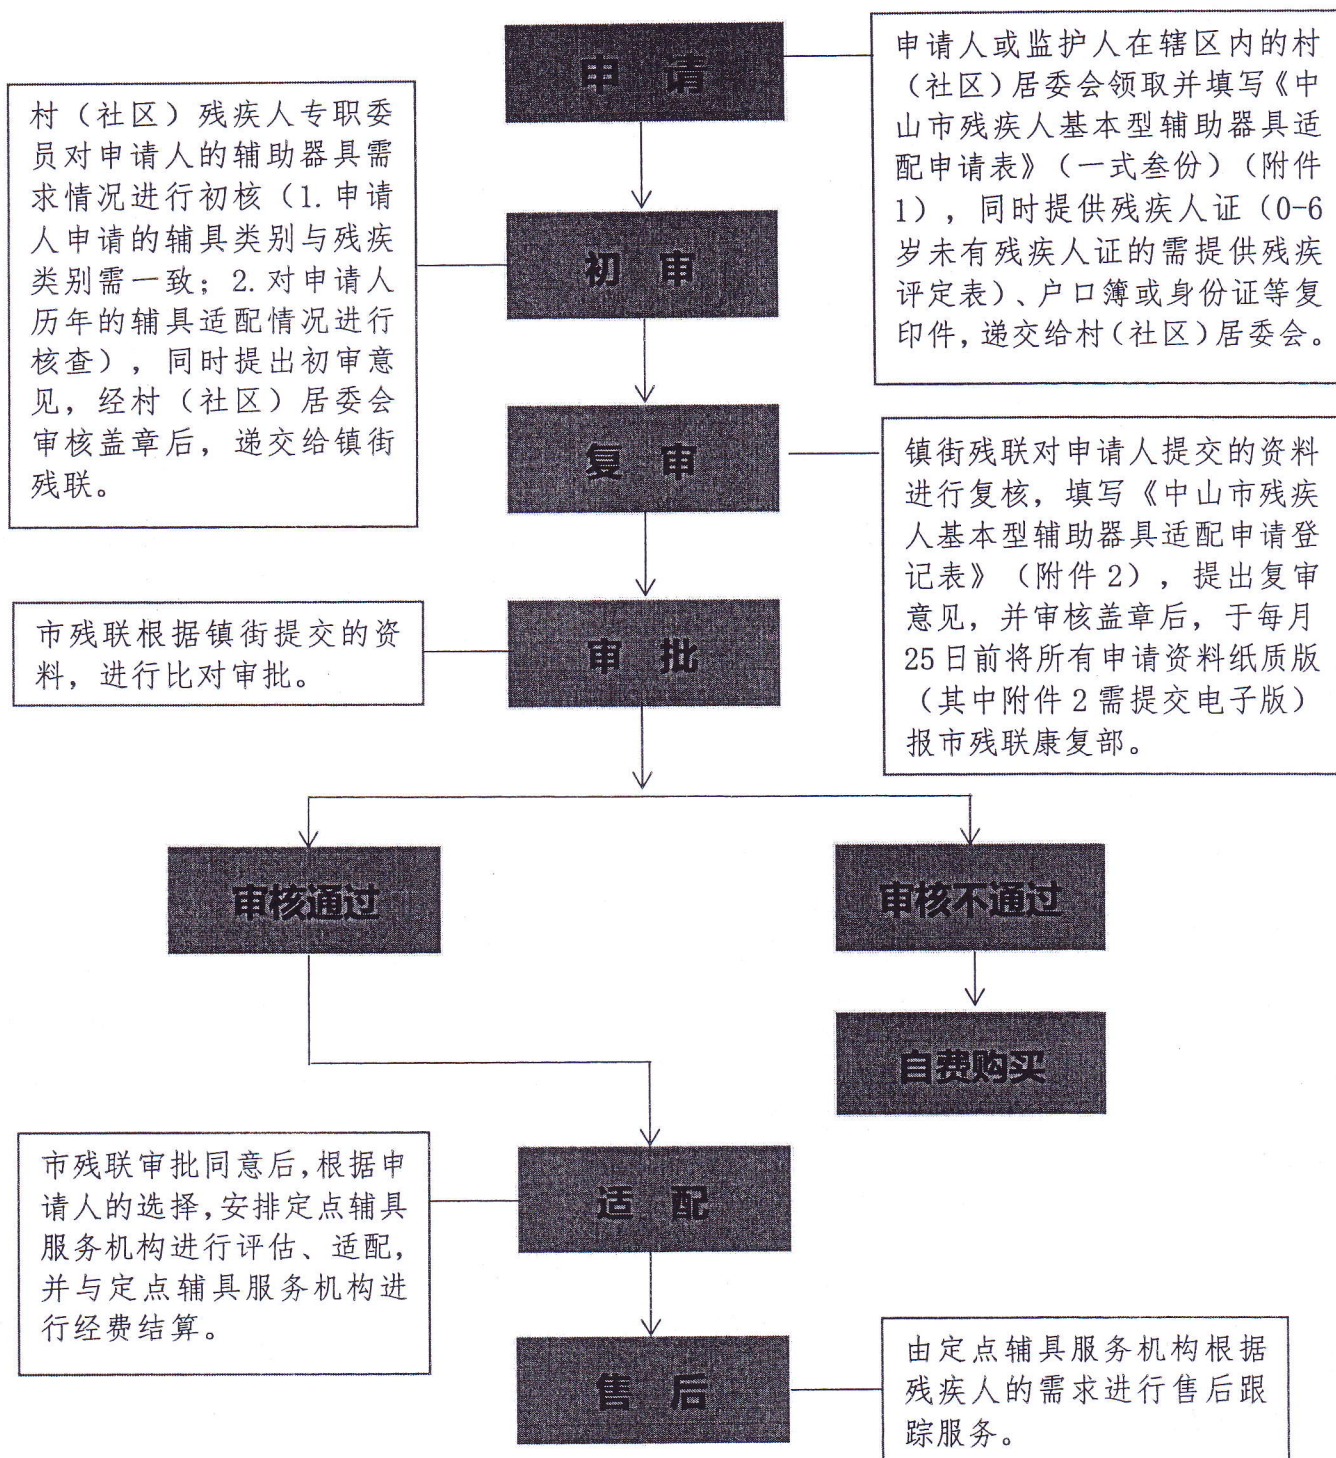 申 请
申请人或监护人在辖区内的村
（社区）居委会领取并填写《中
山市残疾人基本型辅助器具适
配申请表》（一式叁份）（附件
1），同时提供残疾人证（0-6
岁未有残疾人证的需提供残疾
评定表）、户口簿或身份证等复
印件，递交给村（社区）居委会。
村（社区）残疾人专职委
员对申请人的辅助器具需
求情况进行初核（1. 申请
人申请的辅具类别与残疾
类别需一致；2. 对申请人
历年的辅具适配情况进行
核查），同时提出初审意
见，经村（社区）居委会
审核盖章后，递交给镇街
残联。
初 审
复 审
镇街残联对申请人提交的资料
进行复核，填写《中山市残疾
人基本型辅助器具适配申请登
记表》（附件 2），提出复审
意见，并审核盖章后，于每月
25 日前将所有申请资料纸质版
（其中附件 2 需提交电子版）
报市残联康复部。
市残联根据镇街提交的资
料，进行比对审批。
审 批
审核通过
审核不通过
自费购买
市残联审批同意后，根据申
请人的选择，安排定点辅具
服务机构进行评估、适配，
并与定点辅具服务机构进
行经费结算。
适 配
售 后
由定点辅具服务机构根据
残疾人的需求进行售后跟
踪服务。